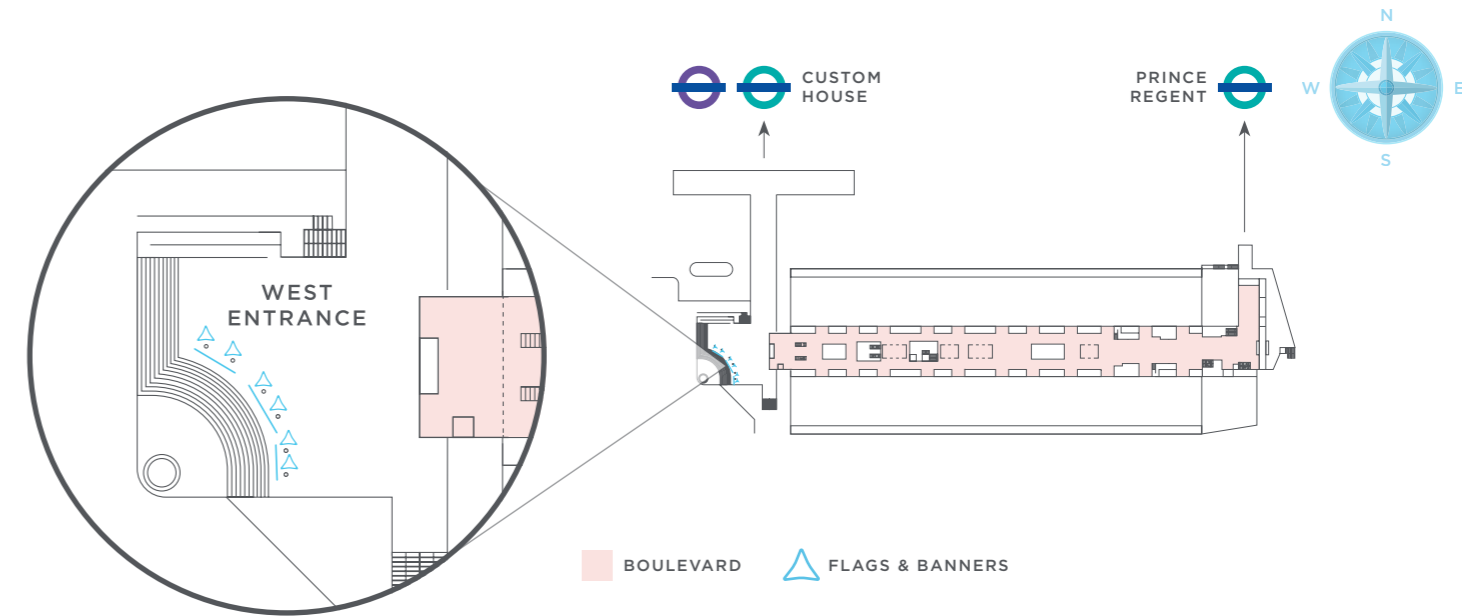 N
W
E
S
CUSTOM
HOUSE
PRINCE
REGENT
WEST
ENTRANCE
BOULEVARD
FLAGS & BANNERS